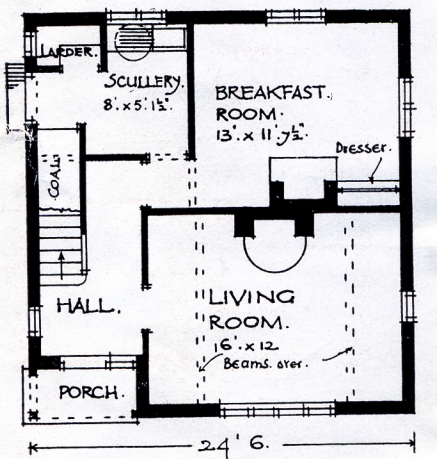 LARDER.
SCULLERY.
8'. x 5'. 1½".
BREAKFAST.
ROOM.
13'. x 11'. 7½".
Dresser.
COAL
HALL.
LIVING
ROOM.
16'. x 12
Beams. over.
PORCH.
24' 6.